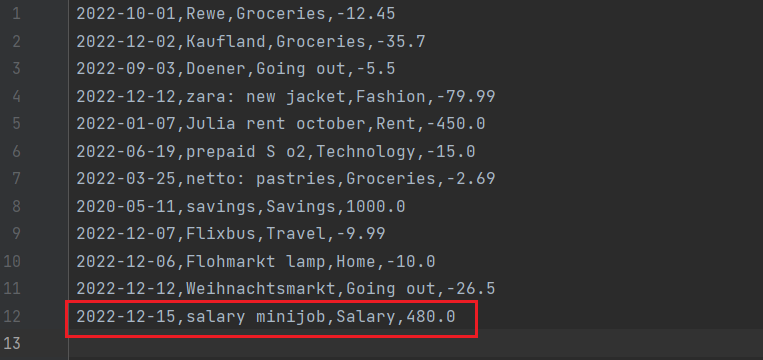 1 2022-10-01,Rewe,Groceries,-12.45
2 2022-12-02,Kaufland,Groceries,-35.7
3 2022-09-03,Doener,Going out,-5.5
4 2022-12-12,zara: new jacket,Fashion,-79.99
5 2022-01-07,Julia rent october,Rent,-450.0
6 2022-06-19,prepaid S o2,Technology,-15.0
7 2022-03-25,netto: pastries,Groceries,-2.69
8 2020-05-11,savings,Savings,1000.0
9 2022-12-07,Flixbus,Travel,-9.99
10 2022-12-06,Flohmarkt lamp,Home,-10.0
11 2022-12-12,Weihnachtsmarkt,Going out,-26.5
12 2022-12-15,salary minijob,Salary,480.0
13